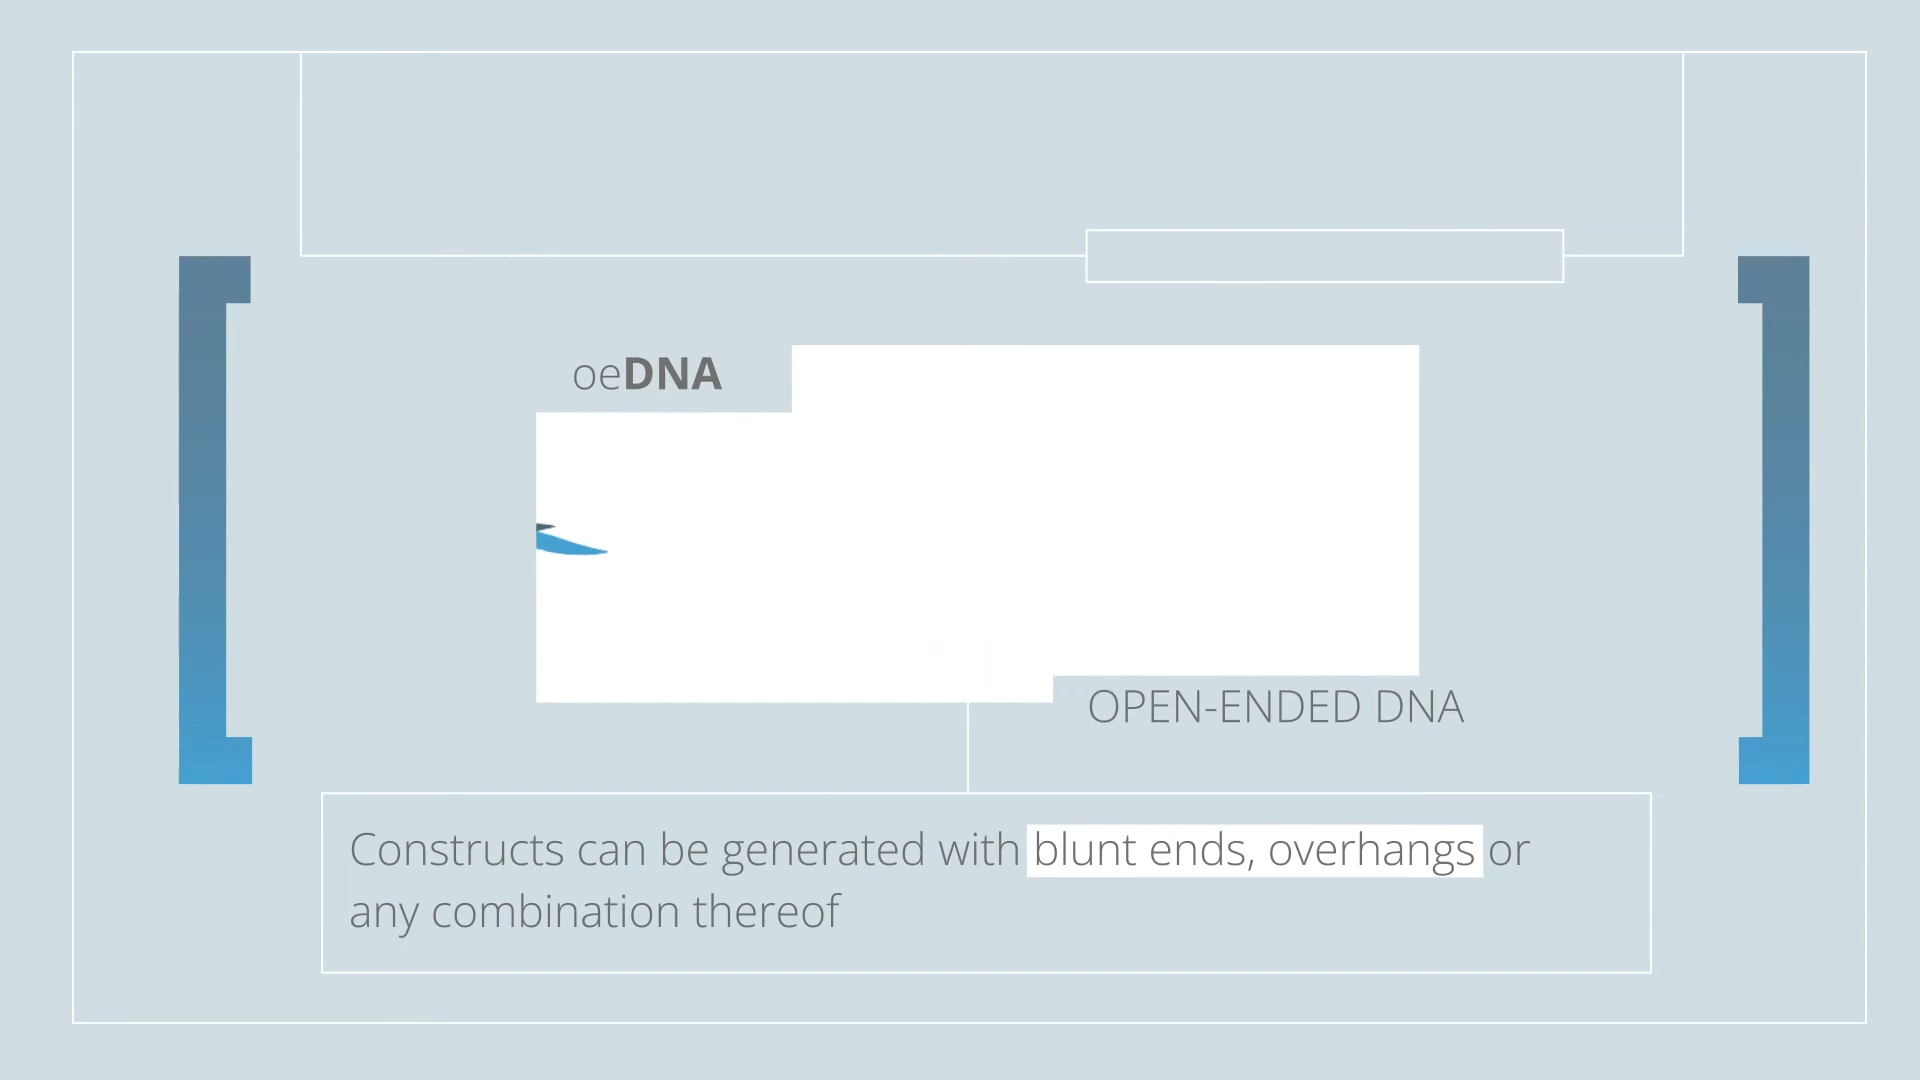 oeDNA
OPEN-ENDED DNA
Constructs can be generated with blunt ends, overhangs or
any combination thereof